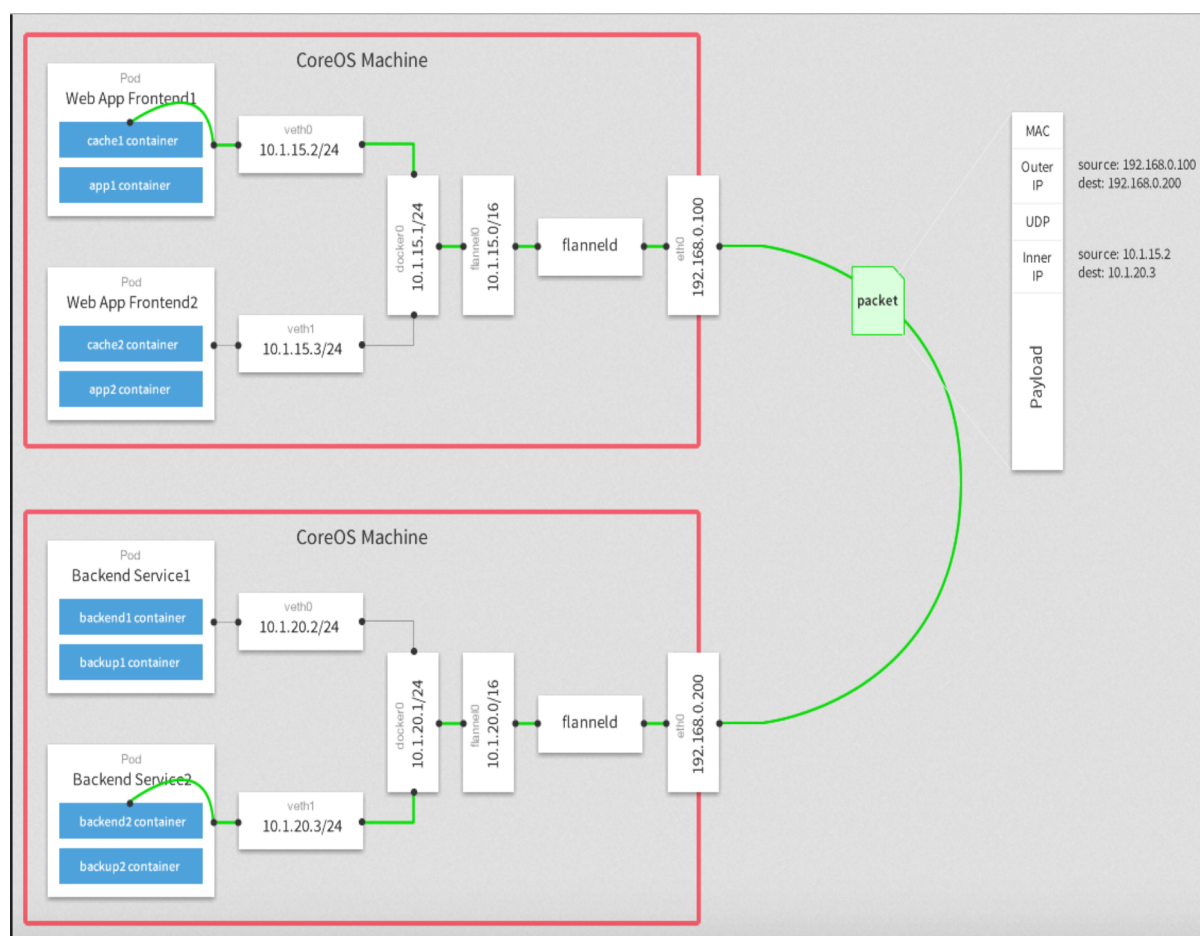 CoreOS Machine
Pod
Web App Frontend1
cache1 container
app1 container
veth0
10.1.15.2/24
Pod
Web App Frontend2
cache2 container
app2 container
veth1
10.1.15.3/24
docker0
10.1.15.1/24
flannel0
10.1.15.0/16
flanneld
eth0
192.168.0.100
packet
MAC
Outer
IP
source: 192.168.0.100
dest: 192.168.0.200
UDP
Inner
IP
source: 10.1.15.2
dest: 10.1.20.3
Payload
CoreOS Machine
Pod
Backend Service1
backend1 container
backup1 container
veth0
10.1.20.2/24
Pod
Backend Service2
backend2 container
backup2 container
veth1
10.1.20.3/24
docker0
10.1.20.1/24
flannel0
10.1.20.0/16
flanneld
eth0
192.168.0.200